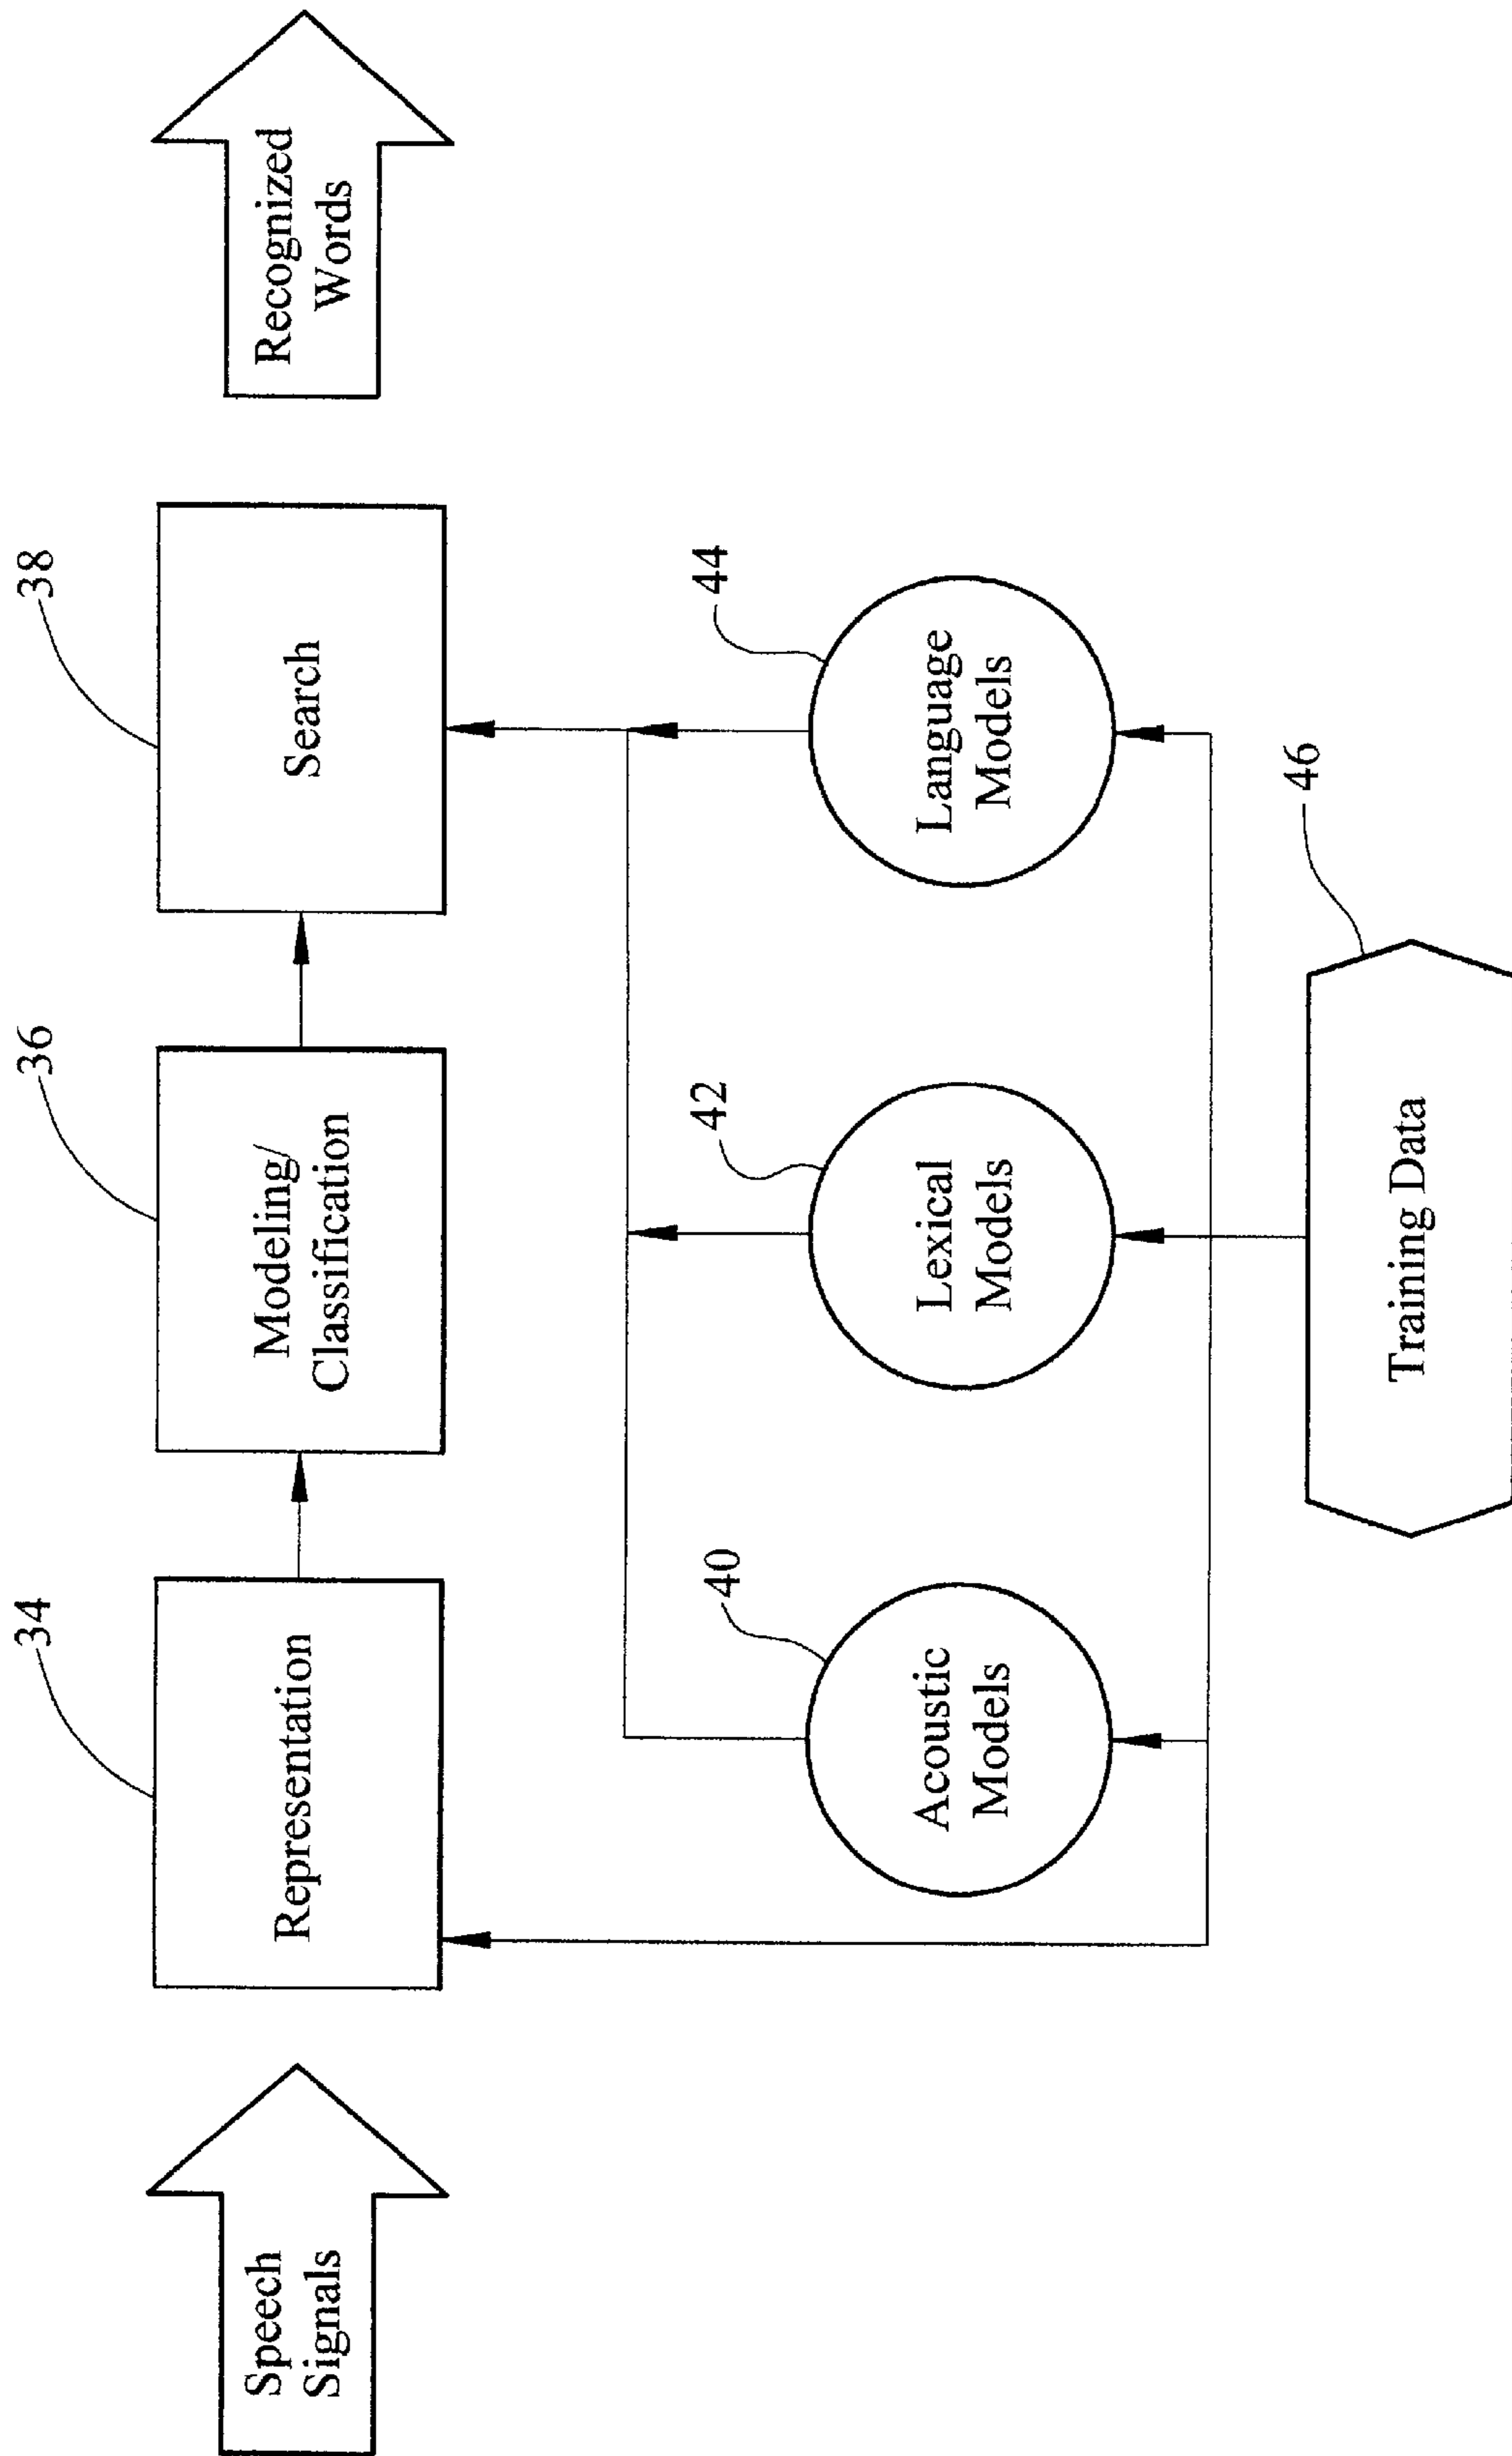 Speech
Signals
34
Representation
36
Modeling/
Classification
38
Search
Recognized
Words
40
Acoustic
Models
42
Lexical
Models
44
Language
Models
46
Training Data